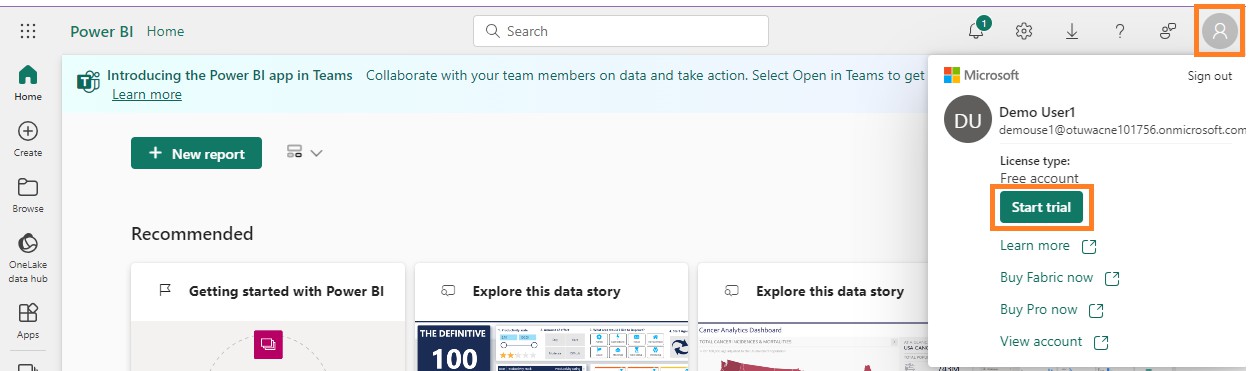 Power BI Home
Search
1
Introducing the Power BI app in Teams Collaborate with your team members on data and take action. Select Open in Teams to get
Learn more
Home
Create
Browse
OneLake
data hub
Apps
+ New report
Recommended
Getting started with Power BI
Explore this data story
THE DEFINITIVE
100
Explore this data story
Cancer Analytics Dashboard
TOTAL CANCER INCIDENCES & MORTALITIES
Microsoft
Sign out
DU
Demo User1
demouse1@otuwacne101756.onmicrosoft.com
License type:
Free account
Start trial
Learn more
Buy Fabric now
Buy Pro now
View account